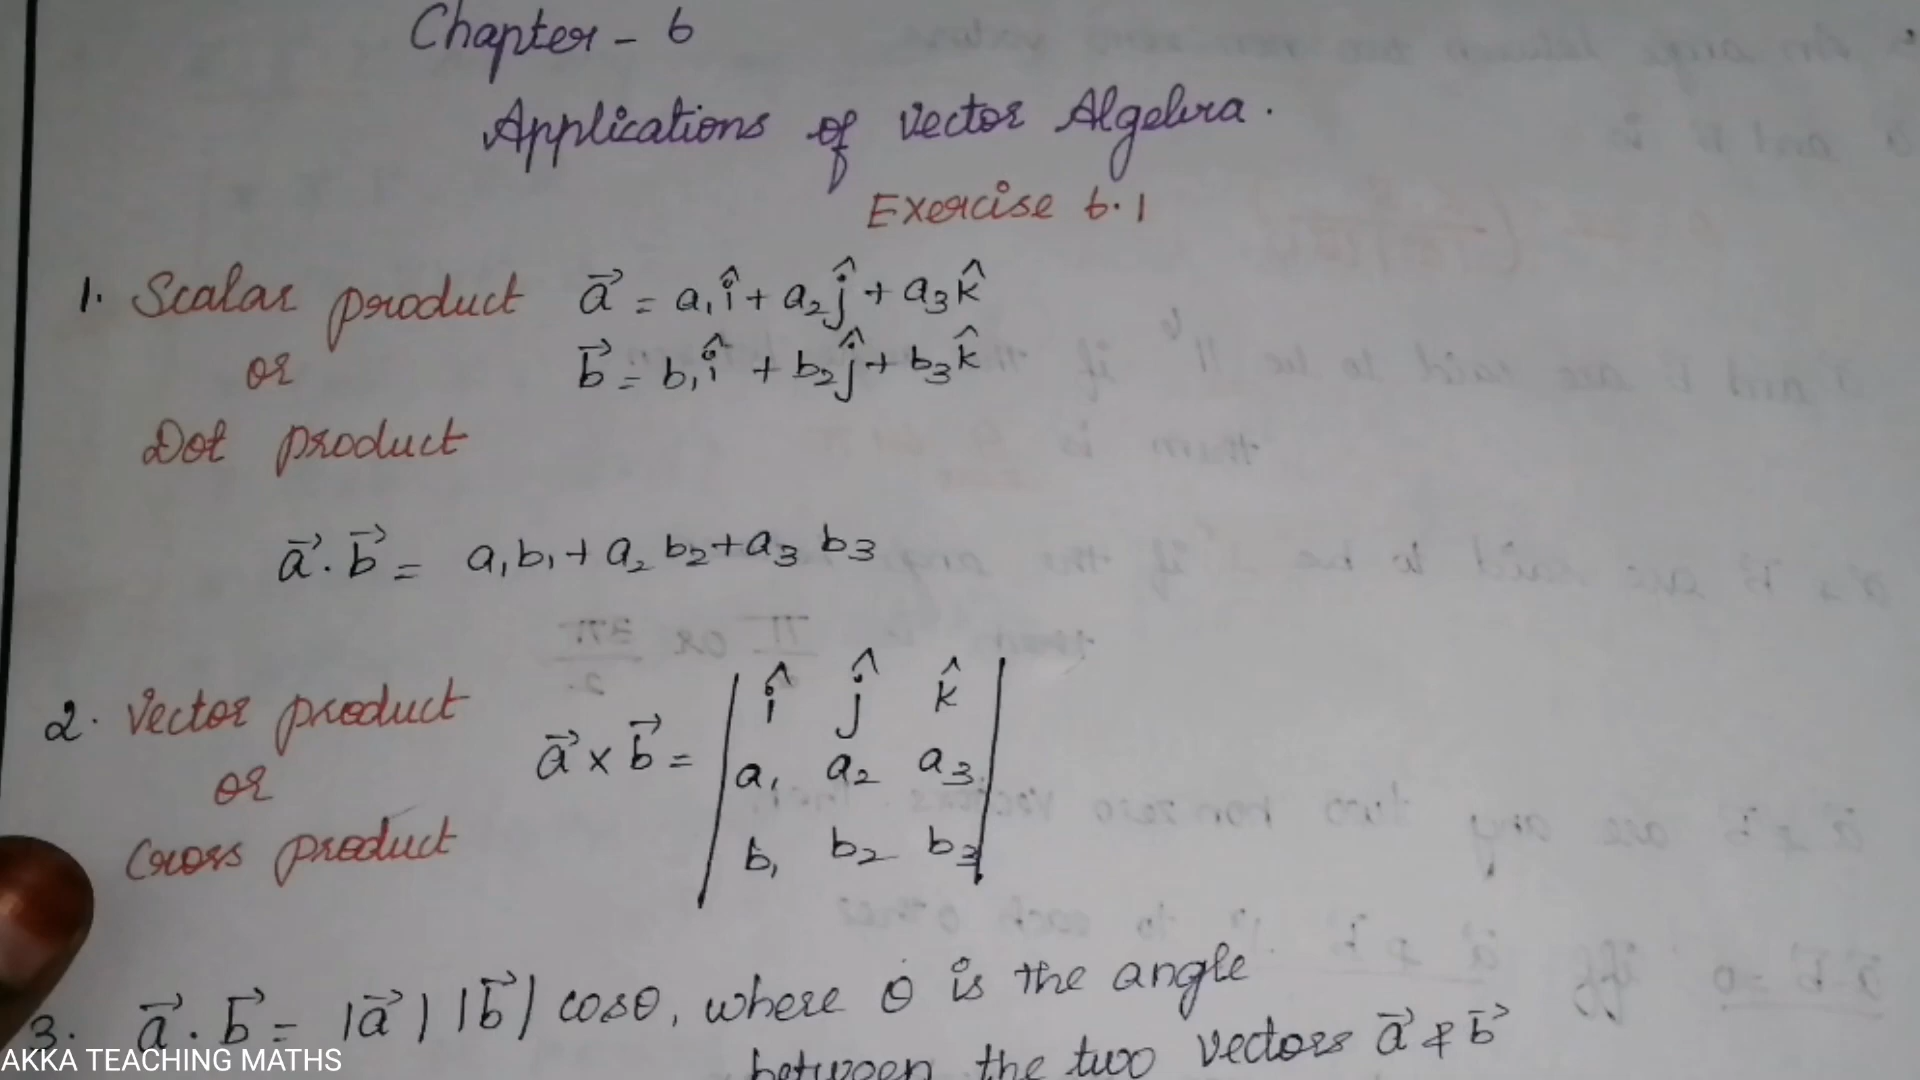 Chapter - 6
Applications of Vector Algebra.
Exercise 6.1
1. Scalar product a⃗ = a₁î + a₂ĵ + a₃k̂
or b⃗ = b₁î + b₂ĵ + b₃k̂
Dot product
a⃗ . b⃗ = a₁b₁ + a₂b₂ + a₃b₃
2. Vector product
or
Cross product
a⃗ × b⃗ = | î ĵ k̂ |
| a₁ a₂ a₃ |
| b₁ b₂ b₃ |
3. a⃗ . b⃗ = |a⃗| |b⃗| cosθ, where θ is the angle
between the two vectors a⃗ & b⃗
AKKA TEACHING MATHS